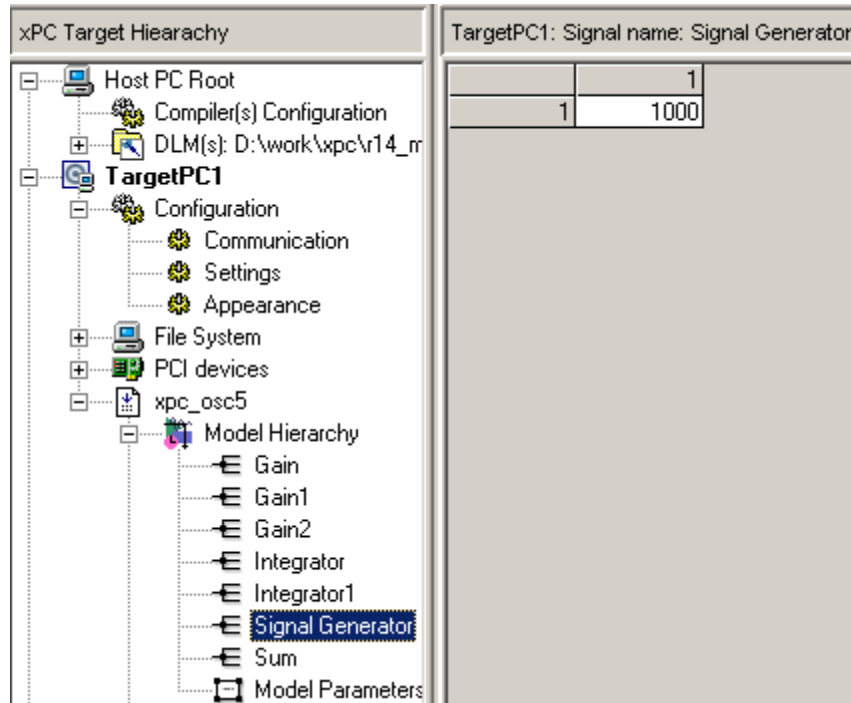 xPC Target Hiearachy
Host PC Root
Compiler(s) Configuration
DLM(s): D:\work\xpc\r14_m
TargetPC1
Configuration
Communication
Settings
Appearance
File System
PCI devices
xpc_osc5
Model Hierarchy
Gain
Gain1
Gain2
Integrator
Integrator1
Signal Generator
Sum
Model Parameters
TargetPC1: Signal name: Signal Generator
1
1 1000